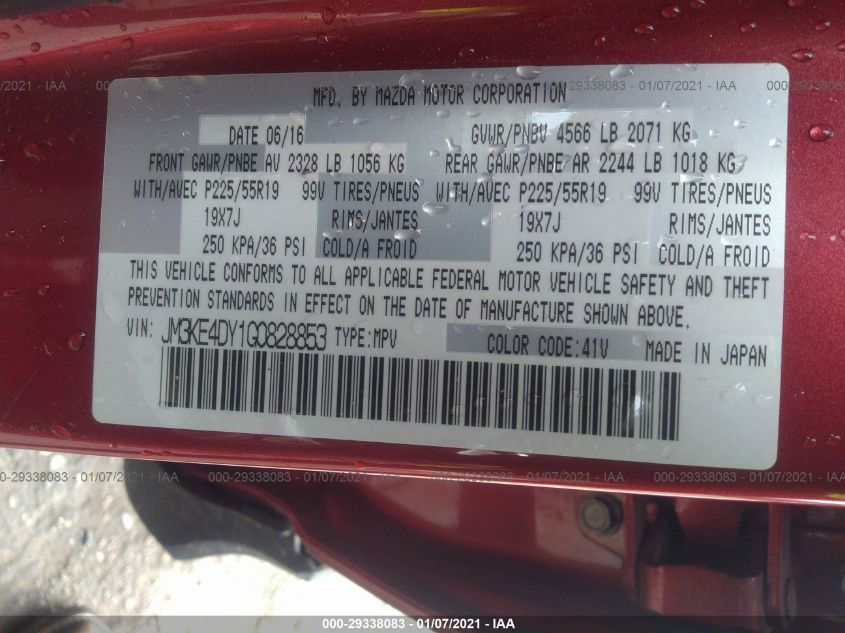 MFD. BY MAZDA MOTOR CORPORATION
DATE 06/16 GVWR/PNBV 4566 LB 2071 KG
FRONT GAWR/PNBE AV 2328 LB 1056 KG REAR GAWR/PNBE AR 2244 LB 1018 KG
WITH/AVEC P225/55R19 99V TIRES/PNEUS WITH/AVEC P225/55R19 99V TIRES/PNEUS
19X7J RIMS/JANTES 19X7J RIMS/JANTES
250 KPA/36 PSI COLD/A FROID 250 KPA/36 PSI COLD/A FROID
THIS VEHICLE CONFORMS TO ALL APPLICABLE FEDERAL MOTOR VEHICLE SAFETY AND THEFT
PREVENTION STANDARDS IN EFFECT ON THE DATE OF MANUFACTURE SHOWN ABOVE.
VIN: JM3KE4DY1G0828853 TYPE:MPV COLOR CODE:41V MADE IN JAPAN
000-29338083 - 01/07/2021 - IAA